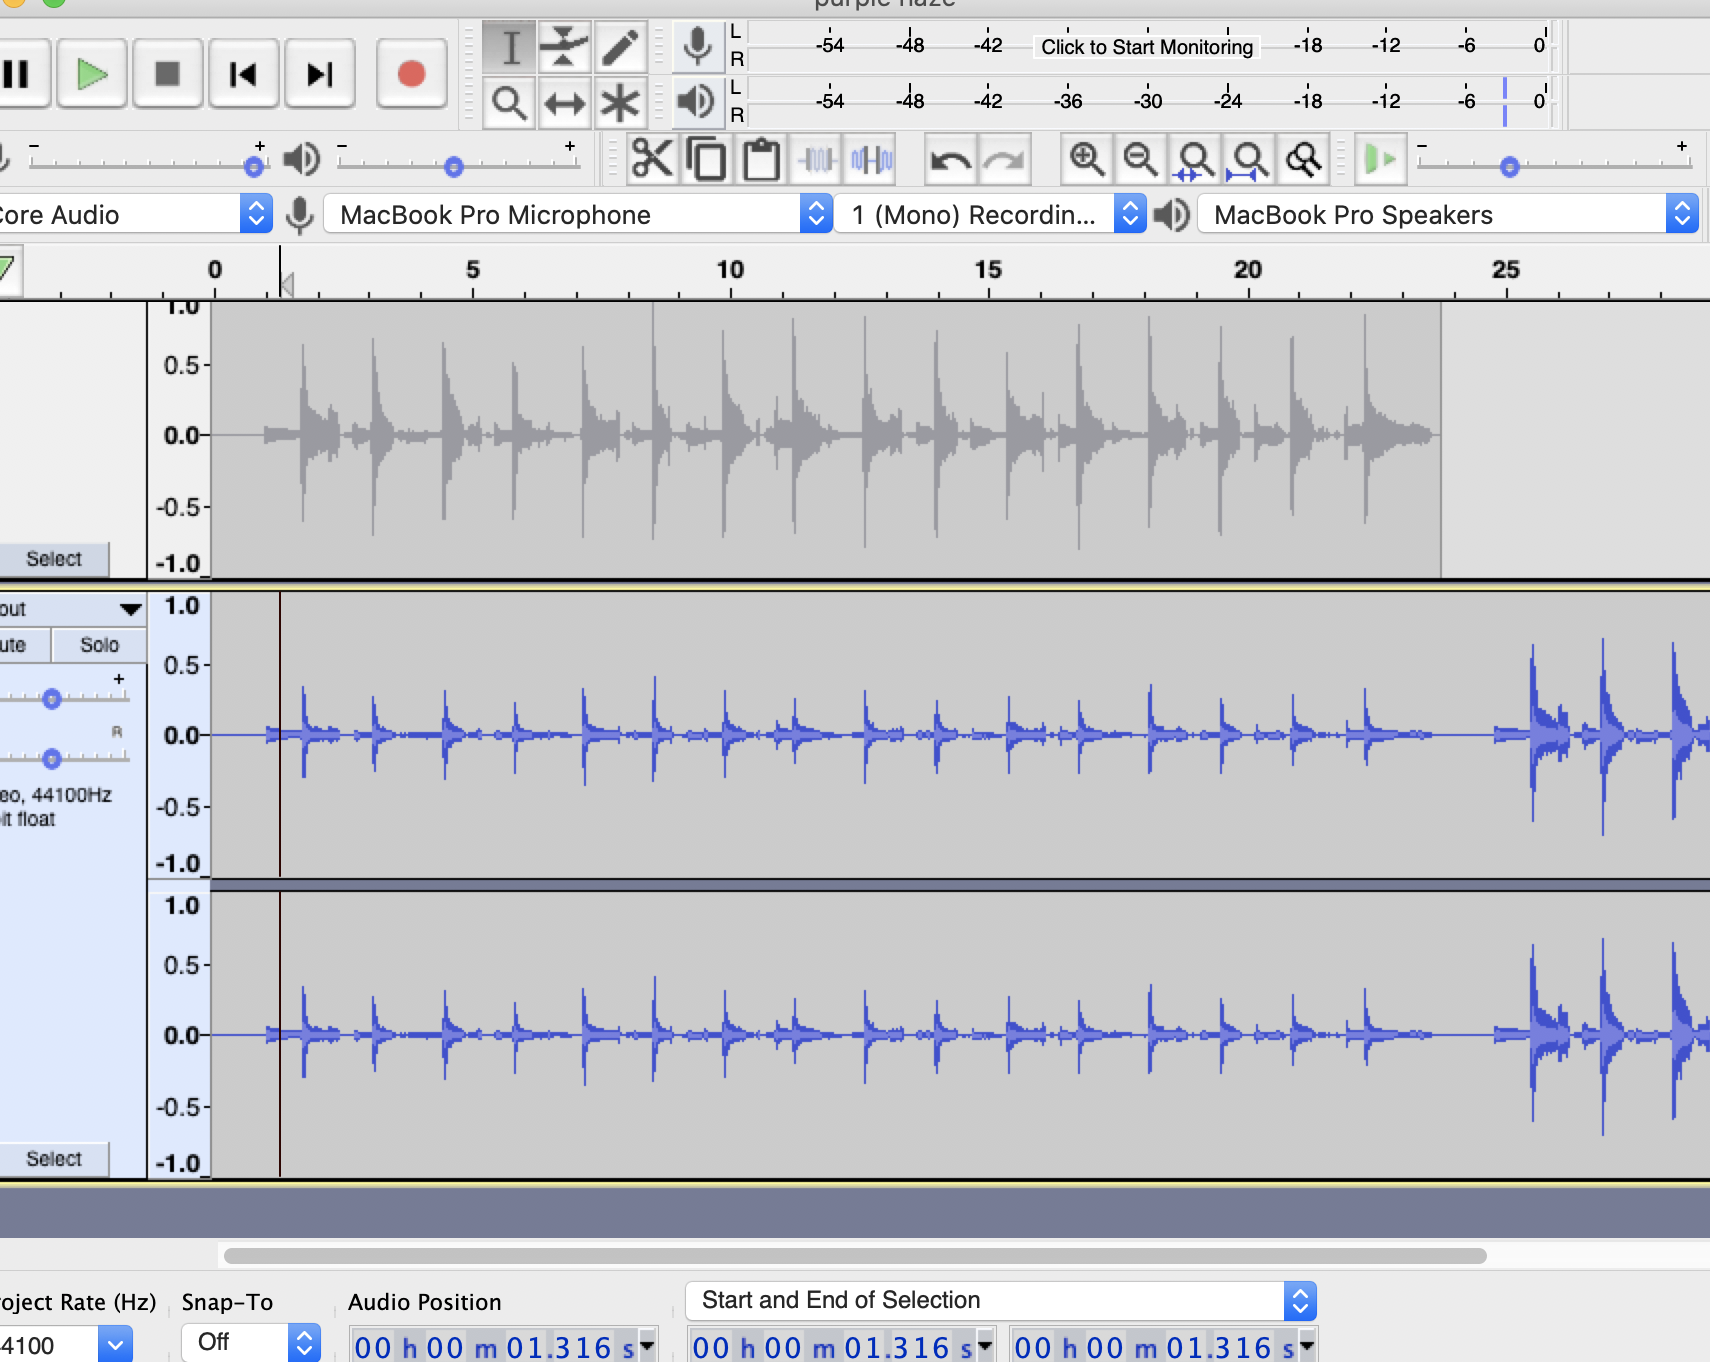 purple haze
L
R
-54 -48 -42 Click to Start Monitoring -18 -12 -6 0
L
R
-54 -48 -42 -36 -30 -24 -18 -12 -6 0
- + - + - +
Core Audio MacBook Pro Microphone 1 (Mono) Recordin... MacBook Pro Speakers
0 5 10 15 20 25
1.0
0.5
0.0
-0.5
-1.0
Select
out
ute Solo
+
R
eo, 44100Hz
it float
1.0
0.5
0.0
-0.5
-1.0
1.0
0.5
0.0
-0.5
-1.0
Select
oject Rate (Hz) Snap-To Audio Position Start and End of Selection
4100 Off 00 h 00 m 01.316 s 00 h 00 m 01.316 s 00 h 00 m 01.316 s